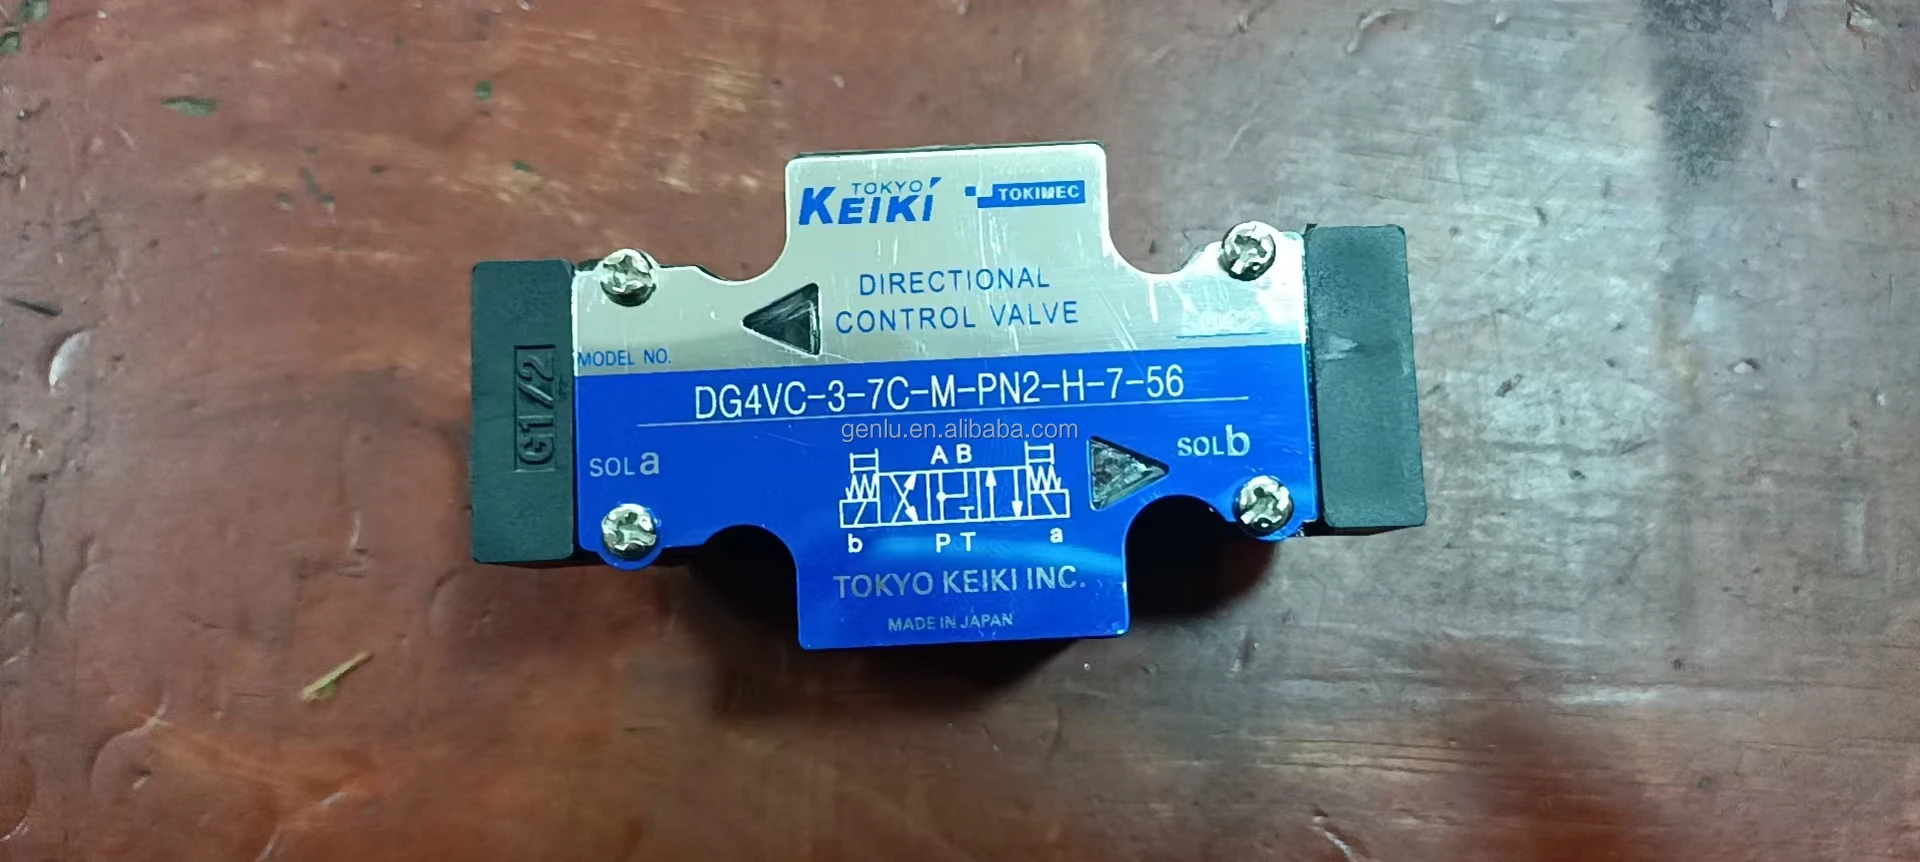 TOKYO
KEIKI
TOKIMEC
DIRECTIONAL
CONTROL VALVE
MODEL NO.
DG4VC-3-7C-M-PN2-H-7-56
genlu.en.alibaba.com
G1/2
SOL a
SOL b
A B
b
P T
a
TOKYO KEIKI INC.
MADE IN JAPAN